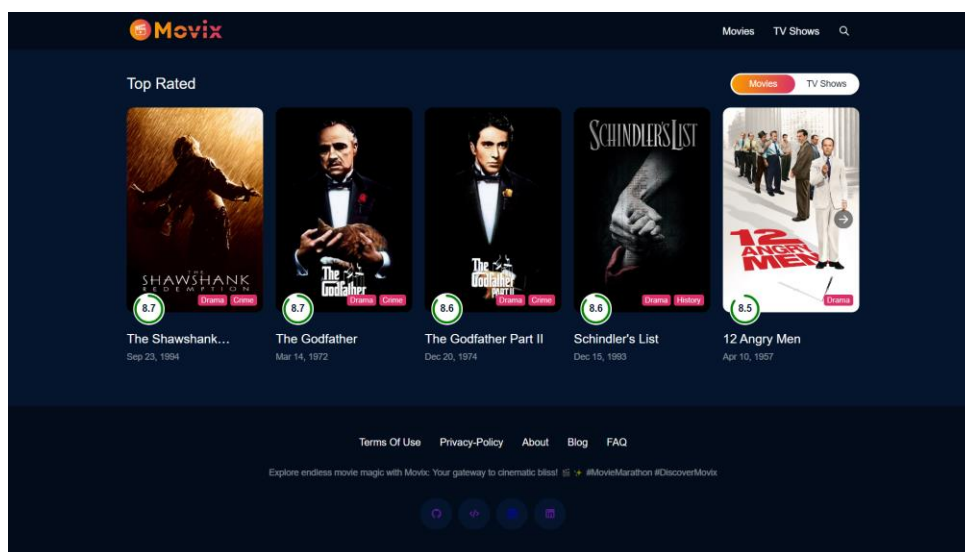 Movix
Movies TV Shows
Top Rated
Movies TV Shows
THE
SHAWSHANK
REDEMPTION
Drama Crime
8.7
The Shawshank...
Sep 23, 1994
The
Godfather
Drama Crime
8.7
The Godfather
Mar 14, 1972
The
Godfather
PART II
Drama Crime
8.6
The Godfather Part II
Dec 20, 1974
SCHINDLER'S LIST
Drama History
8.6
Schindler's List
Dec 15, 1993
12
ANGRY
MEN
Drama
8.5
12 Angry Men
Apr 10, 1957
Terms Of Use Privacy-Policy About Blog FAQ
Explore endless movie magic with Movix: Your gateway to cinematic bliss! 🎬 ✨ #MovieMarathon #DiscoverMovix